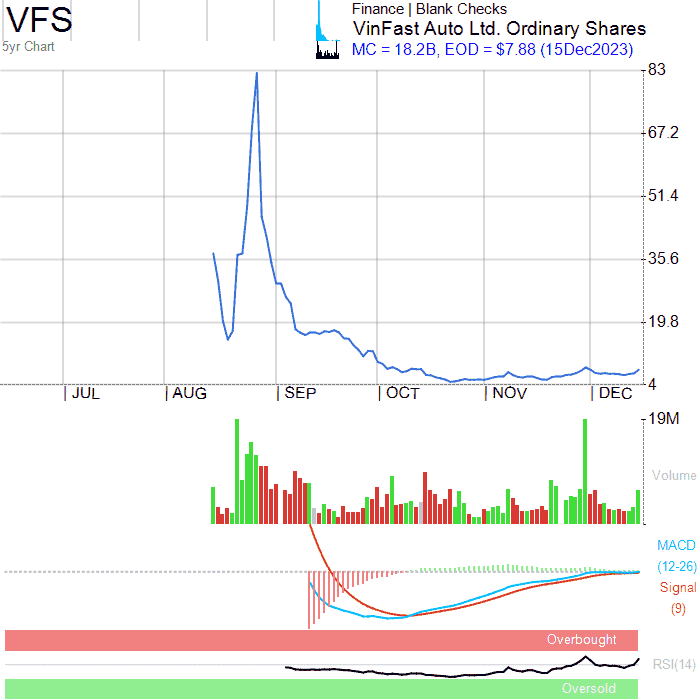 VFS
5yr Chart
Finance | Blank Checks
VinFast Auto Ltd. Ordinary Shares
MC = 18.2B, EOD = $7.88 (15Dec2023)
83
67.2
51.4
35.6
19.8
4
JUL AUG SEP OCT NOV DEC
19M
Volume
MACD
(12-26)
Signal
(9)
Overbought
RSI(14)
Oversold